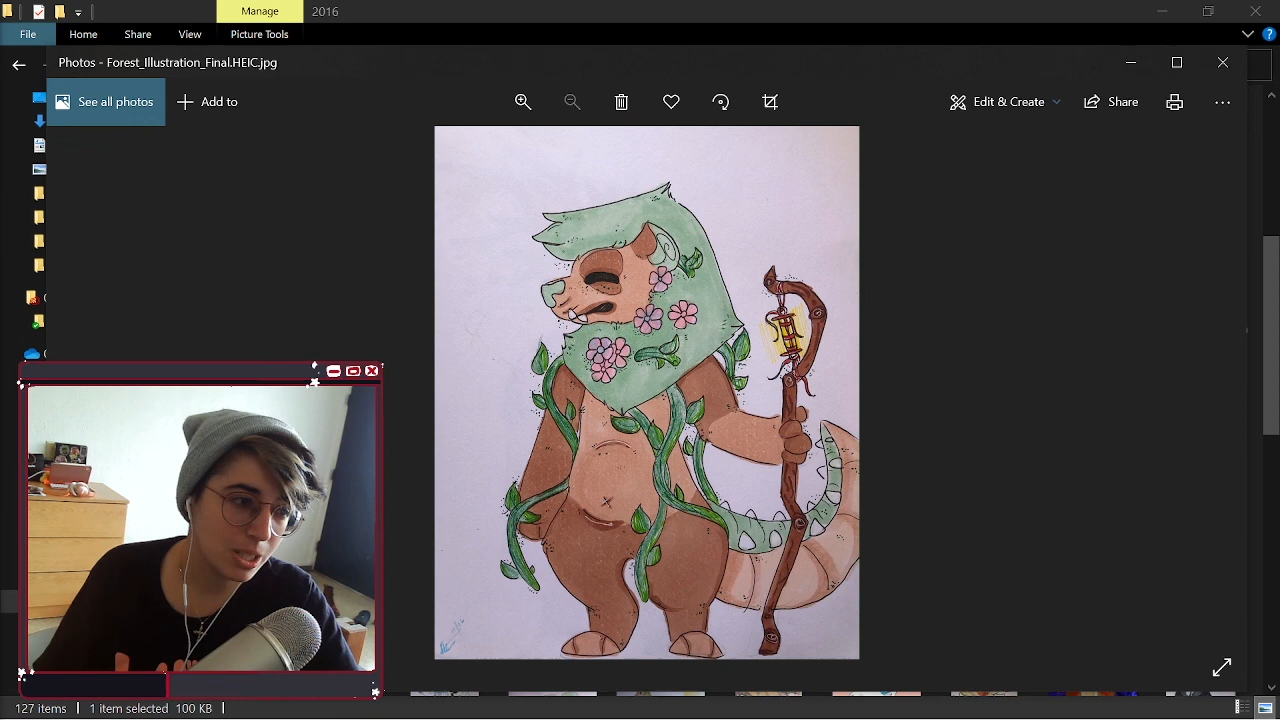 Manage 2016
File Home Share View Picture Tools
Photos - Forest_Illustration_Final.HEIC.jpg
See all photos Add to Edit & Create Share
127 items 1 item selected 100 KB